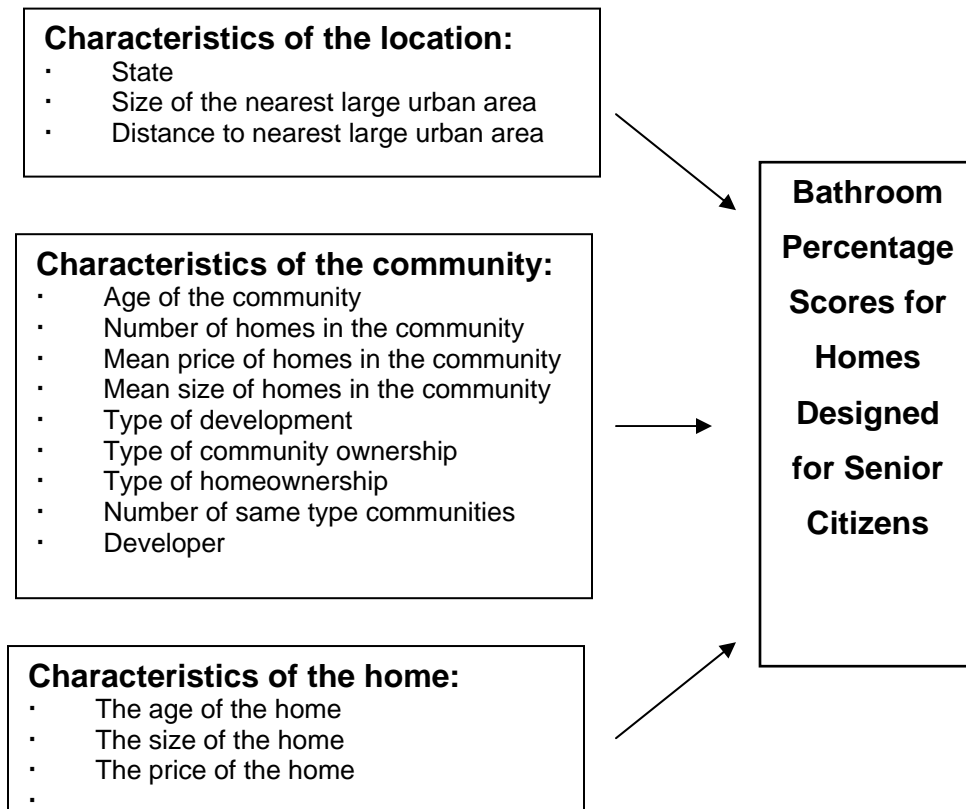 Characteristics of the location:
· State
· Size of the nearest large urban area
· Distance to nearest large urban area
Characteristics of the community:
· Age of the community
· Number of homes in the community
· Mean price of homes in the community
· Mean size of homes in the community
· Type of development
· Type of community ownership
· Type of homeownership
· Number of same type communities
· Developer
Characteristics of the home:
· The age of the home
· The size of the home
· The price of the home
·
Bathroom
Percentage
Scores for
Homes
Designed
for Senior
Citizens